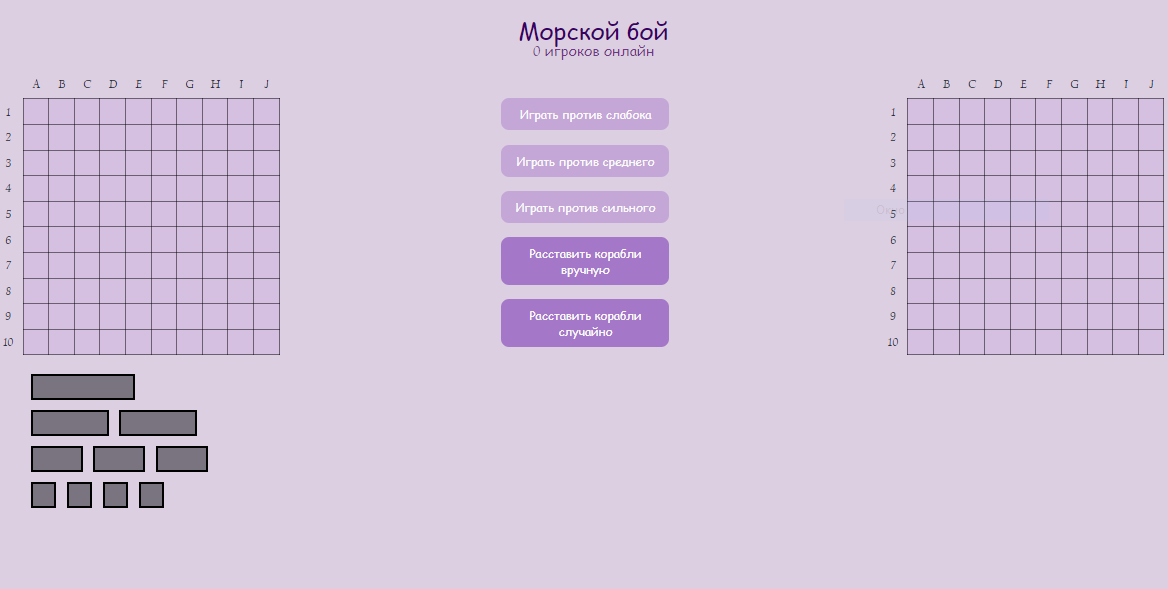 Морской бой
0 игроков онлайн
A B C D E F G H I J
A B C D E F G H I J
1
2
3
4
5
6
7
8
9
10
Играть против слабока
Играть против среднего
Играть против сильного
Расставить корабли
вручную
Расставить корабли
случайно
1
2
3
4
5
6
7
8
9
10